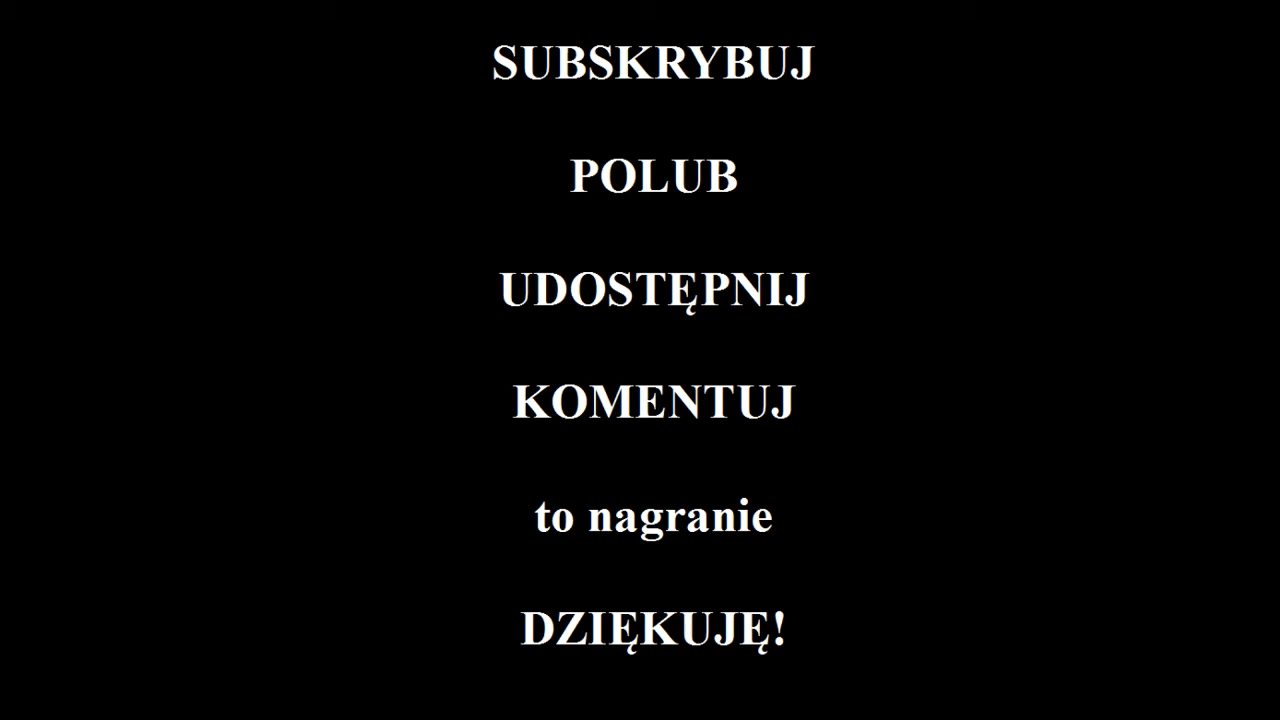 SUBSKRYBUJ
POLUB
UDOSTĘPNIJ
KOMENTUJ
to nagranie
DZIĘKUJĘ!